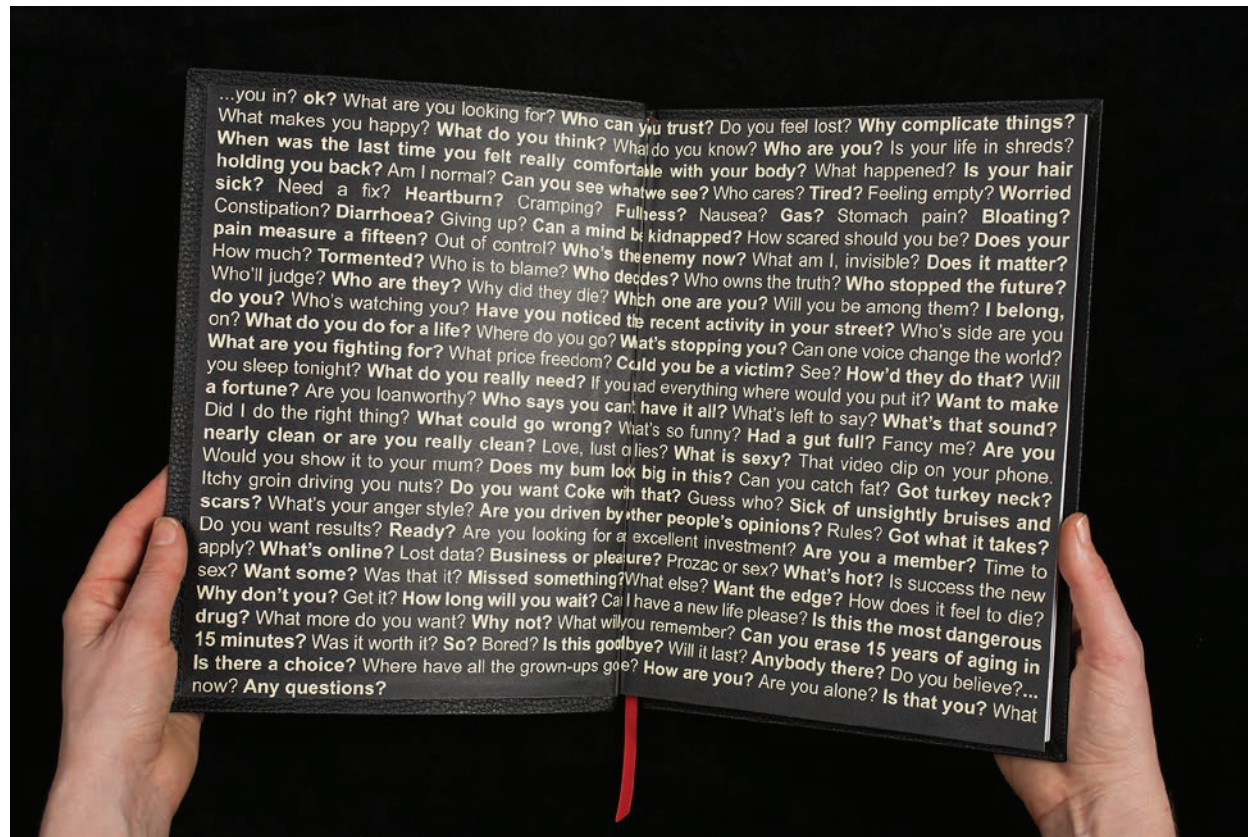 ...you in? ok? What are you looking for? Who can you trust? Do you feel lost? Why complicate things?
What makes you happy? What do you think? What do you know? Who are you? Is your life in shreds?
When was the last time you felt really comfortable with your body? What happened? Is your hair
holding you back? Am I normal? Can you see what we see? Who cares? Tired? Feeling empty? Worried
sick? Need a fix? Heartburn? Cramping? Fullness? Nausea? Gas? Stomach pain? Bloating?
Constipation? Diarrhoea? Giving up? Can a mind be kidnapped? How scared should you be? Does your
pain measure a fifteen? Out of control? Who's the enemy now? What am I, invisible? Does it matter?
How much? Tormented? Who is to blame? Who decides? Who owns the truth? Who stopped the future?
Who'll judge? Who are they? Why did they die? Which one are you? Will you be among them? I belong,
do you? Who's watching you? Have you noticed the recent activity in your street? Who's side are you
on? What do you do for a life? Where do you go? What's stopping you? Can one voice change the world?
What are you fighting for? What price freedom? Could you be a victim? See? How'd they do that? Will
you sleep tonight? What do you really need? If you had everything where would you put it? Want to make
a fortune? Are you loanworthy? Who says you can't have it all? What's left to say? What's that sound?
Did I do the right thing? What could go wrong? What's so funny? Had a gut full? Fancy me? Are you
nearly clean or are you really clean? Love, lust or lies? What is sexy? That video clip on your phone.
Would you show it to your mum? Does my bum look big in this? Can you catch fat? Got turkey neck?
Itchy groin driving you nuts? Do you want Coke with that? Guess who? Sick of unsightly bruises and
scars? What's your anger style? Are you driven by other people's opinions? Rules? Got what it takes?
Do you want results? Ready? Are you looking for an excellent investment? Are you a member? Time to
apply? What's online? Lost data? Business or pleasure? Prozac or sex? What's hot? Is success the new
sex? Want some? Was that it? Missed something? What else? Want the edge? How does it feel to die?
Why don't you? Get it? How long will you wait? Can I have a new life please? Is this the most dangerous
drug? What more do you want? Why not? What will you remember? Can you erase 15 years of aging in
15 minutes? Was it worth it? So? Bored? Is this goodbye? Will it last? Anybody there? Do you believe?...
Is there a choice? Where have all the grown-ups gone? How are you? Are you alone? Is that you? What
now? Any questions?